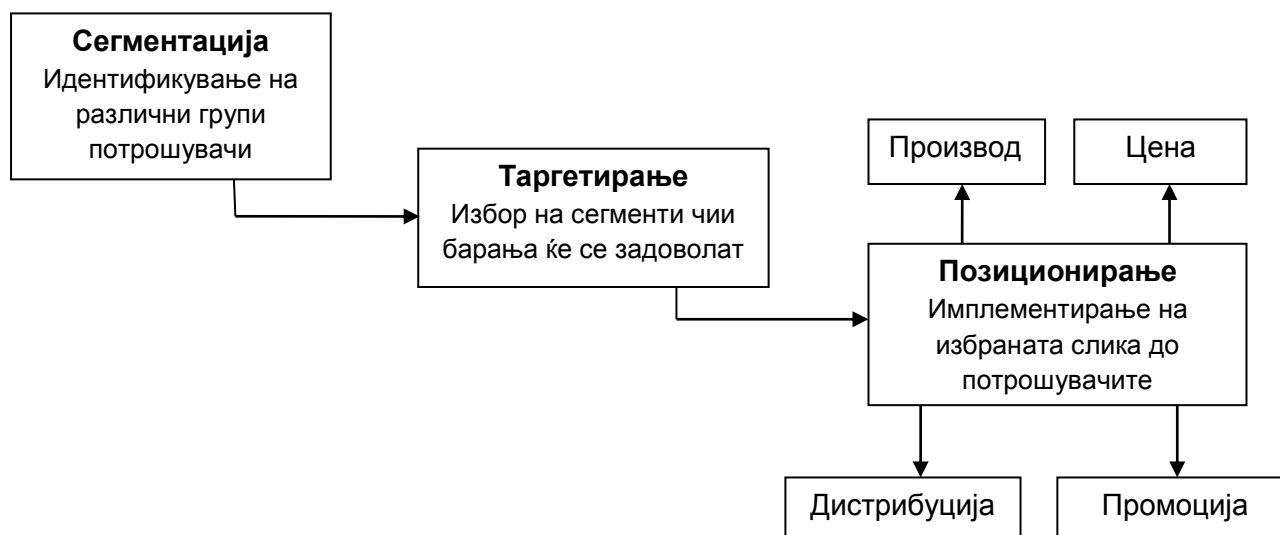 Сегментација
Идентификување на
различни групи
потрошувачи
Таргетирање
Избор на сегменти чии
барања ќе се задоволат
Производ
Цена
Позиционирање
Имплементирање на
избраната слика до
потрошувачите
Дистрибуција
Промоција